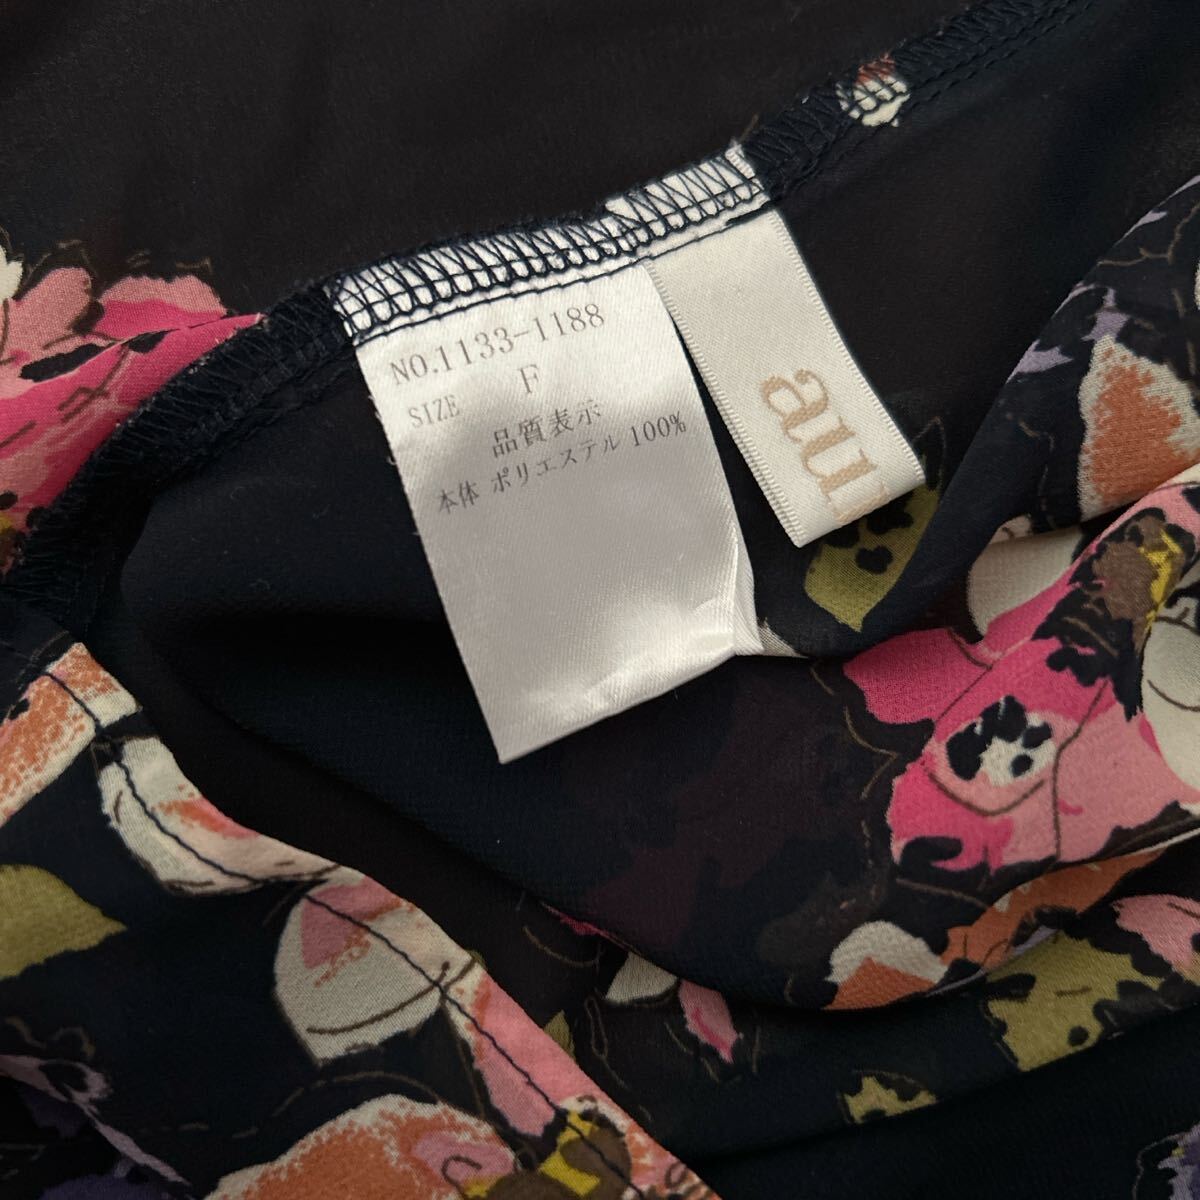 NO.1133-1188
SIZE F
品質表示
本体 ポリエステル 100%
au